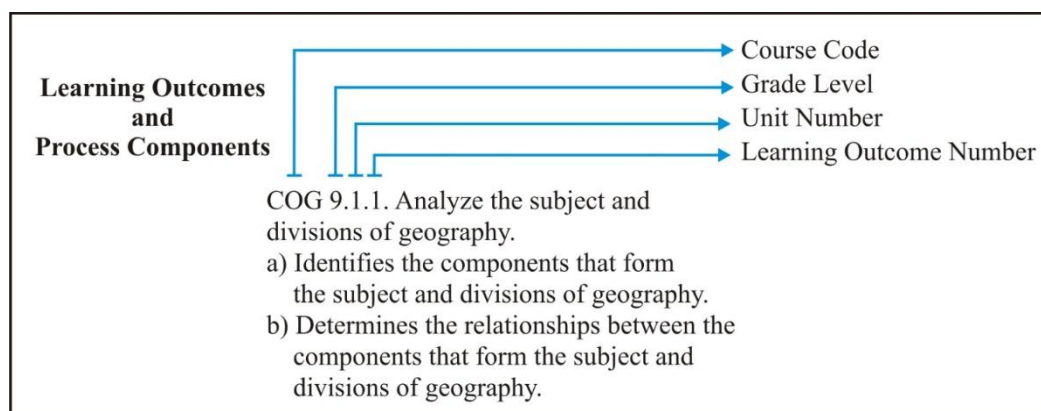 Course Code
Grade Level
Unit Number
Learning Outcome Number
Learning Outcomes
and
Process Components
COG 9.1.1. Analyze the subject and
divisions of geography.
a) Identifies the components that form
the subject and divisions of geography.
b) Determines the relationships between the
components that form the subject and
divisions of geography.